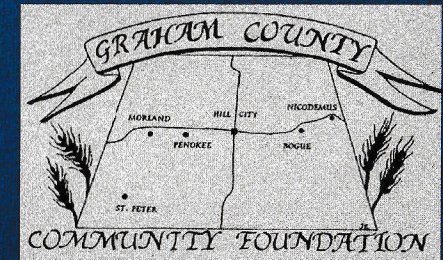 GRAHAM COUNTY
NICODEMUS
MORLAND HILL CITY
PENOKEE BOGUE
ST. PETER
COMMUNITY FOUNDATION